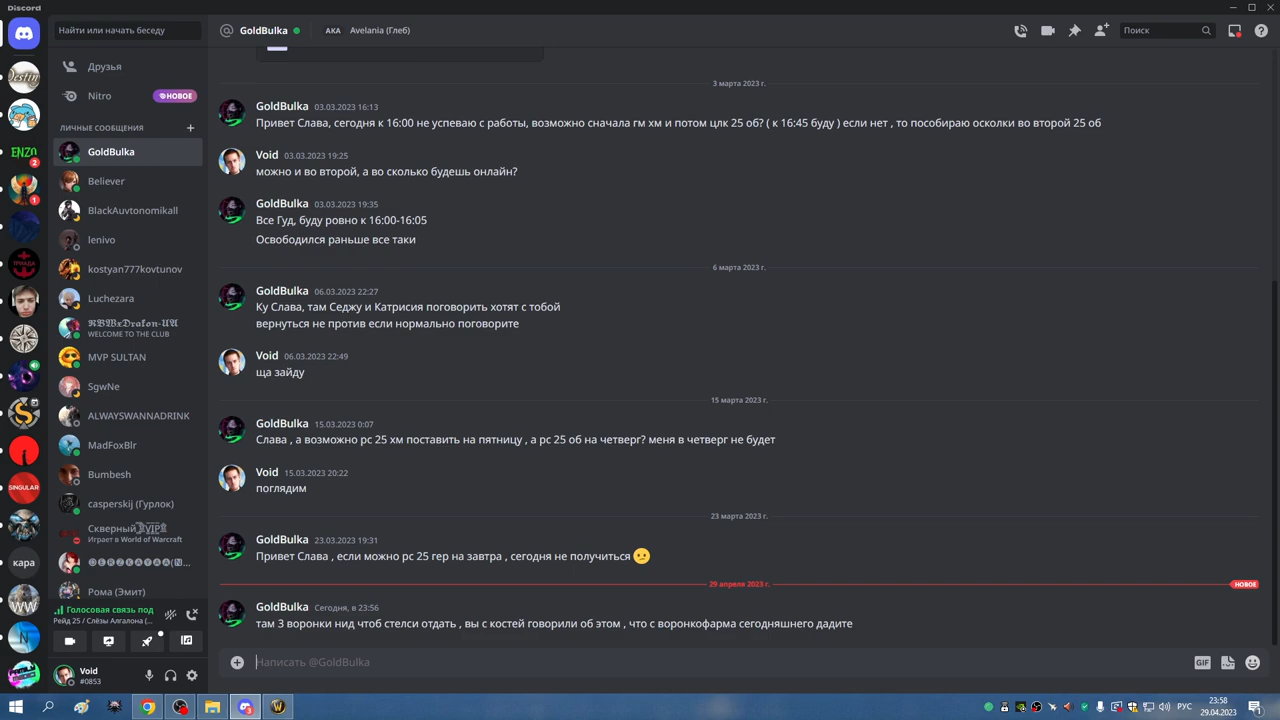 Discord
Найти или начать беседу
GoldBulka
AKA
Avelania (Глеб)
Поиск
Друзья
Nitro
НОВОЕ
ЛИЧНЫЕ СООБЩЕНИЯ
GoldBulka
Believer
BlackAuvtonomikall
lenivo
kostyan777kovtunov
Luchezara
WELCOME TO THE CLUB
MVP SULTAN
SgwNe
ALWAYSWANNADRINK
MadFoxBlr
Bumbesh
casperskij (Гурлок)
Скверный VIP
Играет в World of Warcraft
Рома (Эмит)
Голосовая связь под
Рейд 25 / Слёзы Алгалона (...
Void
#0853
ENZO
2
1
ТРИАДА
SINGULAR
кара
WW
N
3 марта 2023 г.
GoldBulka 03.03.2023 16:13
Привет Слава, сегодня к 16:00 не успеваю с работы, возможно сначала гм хм и потом цлк 25 об? ( к 16:45 буду ) если нет , то пособираю осколки во второй 25 об
Void 03.03.2023 19:25
можно и во второй, а во сколько будешь онлайн?
GoldBulka 03.03.2023 19:35
Все Гуд, буду ровно к 16:00-16:05
Освободился раньше все таки
6 марта 2023 г.
GoldBulka 06.03.2023 22:27
Ку Слава, там Седжу и Катрисия поговорить хотят с тобой
вернуться не против если нормально поговорите
Void 06.03.2023 22:49
ща зайду
15 марта 2023 г.
GoldBulka 15.03.2023 0:07
Слава , а возможно рс 25 хм поставить на пятницу , а рс 25 об на четверг? меня в четверг не будет
Void 15.03.2023 20:22
поглядим
23 марта 2023 г.
GoldBulka 23.03.2023 19:31
Привет Слава , если можно рс 25 гер на завтра , сегодня не получиться
29 апреля 2023 г.
НОВОЕ
GoldBulka Сегодня, в 23:56
там 3 воронки нид чтоб стелси отдать , вы с костей говорили об этом , что с воронкофарма сегодняшнего дадите
Написать @GoldBulka
GIF
3
РУС
23:58
29.04.2023
1